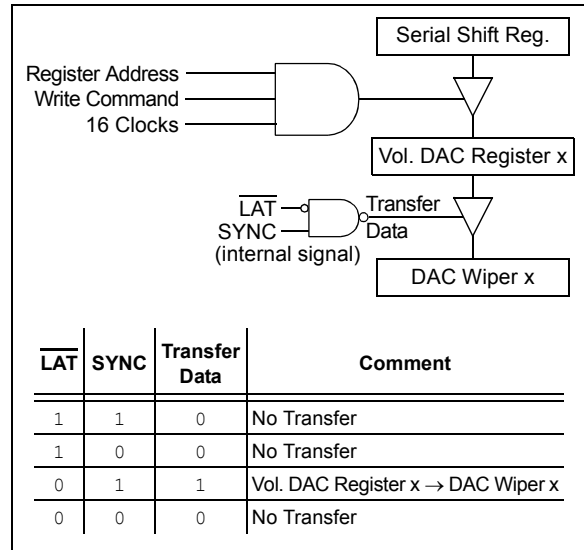 Serial Shift Reg.
Register Address
Write Command
16 Clocks
Vol. DAC Register x
LAT
SYNC
(internal signal)
Transfer
Data
DAC Wiper x
LAT SYNC Transfer Data Comment
1 1 0 No Transfer
1 0 0 No Transfer
0 1 1 Vol. DAC Register x → DAC Wiper x
0 0 0 No Transfer